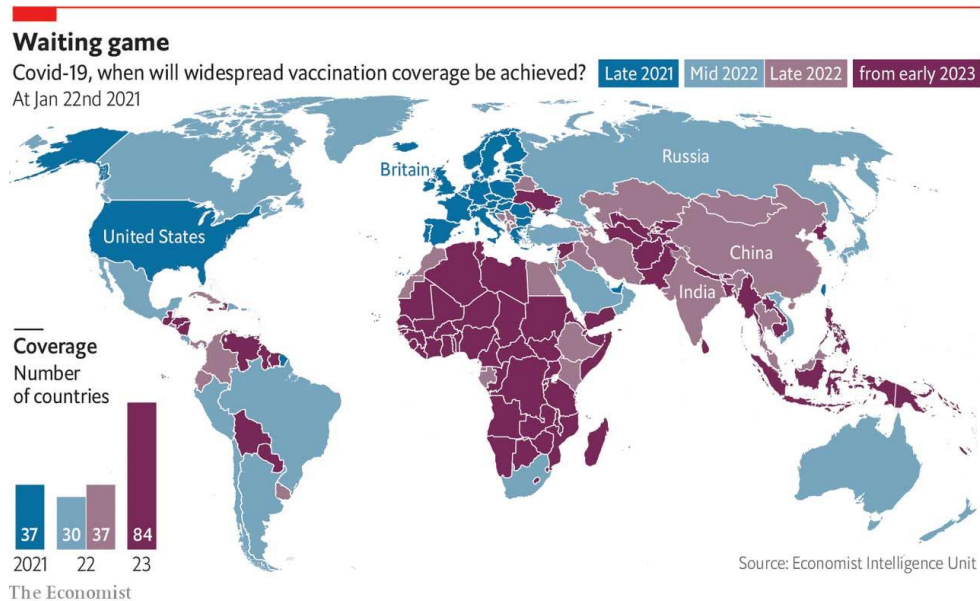 Waiting game
Covid-19, when will widespread vaccination coverage be achieved?
Late 2021
Mid 2022
Late 2022
from early 2023
At Jan 22nd 2021
Russia
Britain
United States
China
India
Coverage
Number
of countries
37
30
37
84
2021
22
23
Source: Economist Intelligence Unit
The Economist